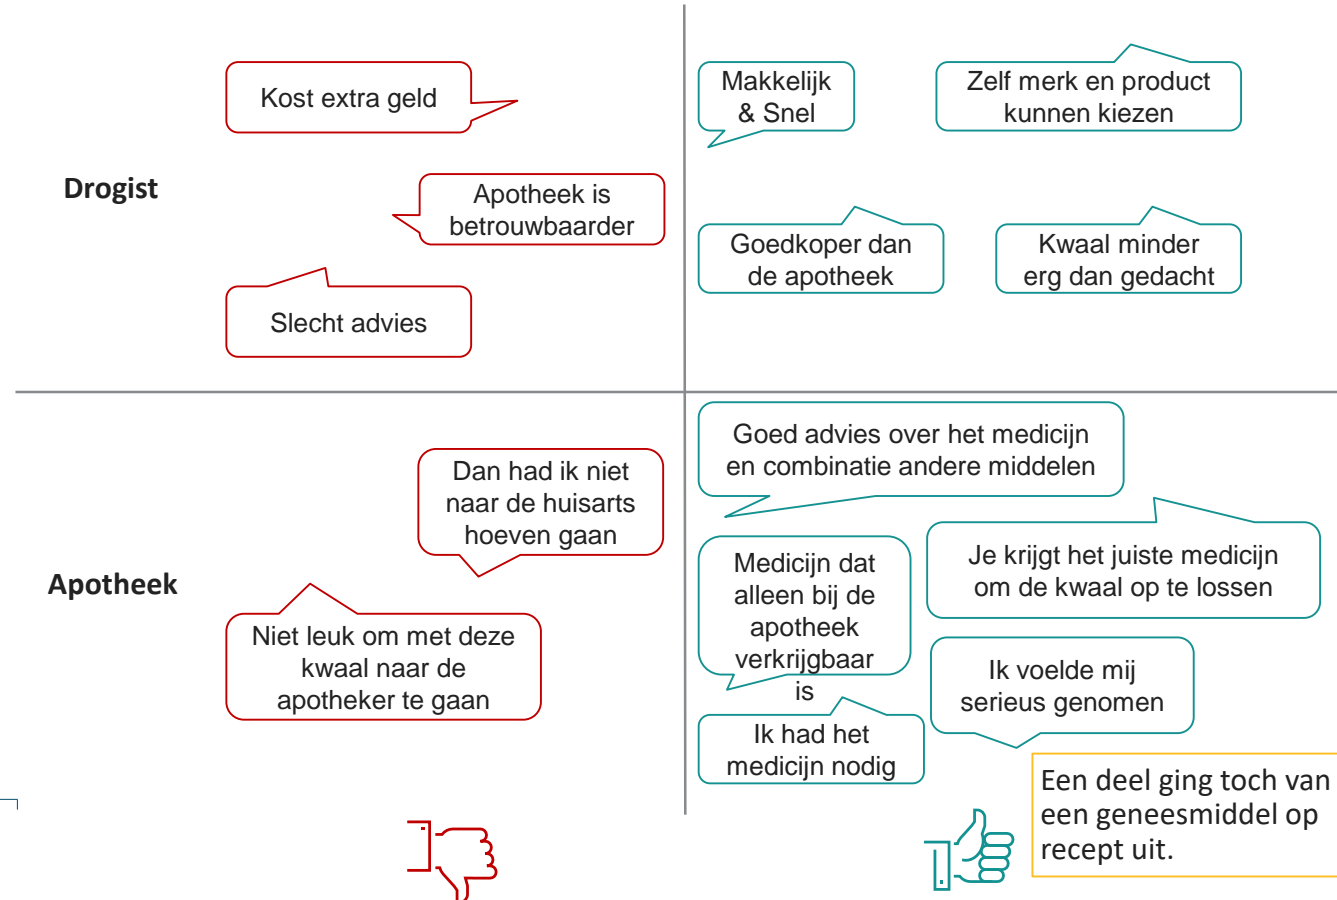 Drogist
Kost extra geld
Apotheek is
betrouwbaarder
Slecht advies
Makkelijk
& Snel
Zelf merk en product
kunnen kiezen
Goedkoper dan
de apotheek
Kwaal minder
erg dan gedacht
Apotheek
Dan had ik niet
naar de huisarts
hoeven gaan
Niet leuk om met deze
kwaal naar de
apotheker te gaan
Goed advies over het medicijn
en combinatie andere middelen
Medicijn dat
alleen bij de
apotheek
verkrijgbaar
is
Je krijgt het juiste medicijn
om de kwaal op te lossen
Ik voelde mij
serieus genomen
Ik had het
medicijn nodig
Een deel ging toch van
een geneesmiddel op
recept uit.